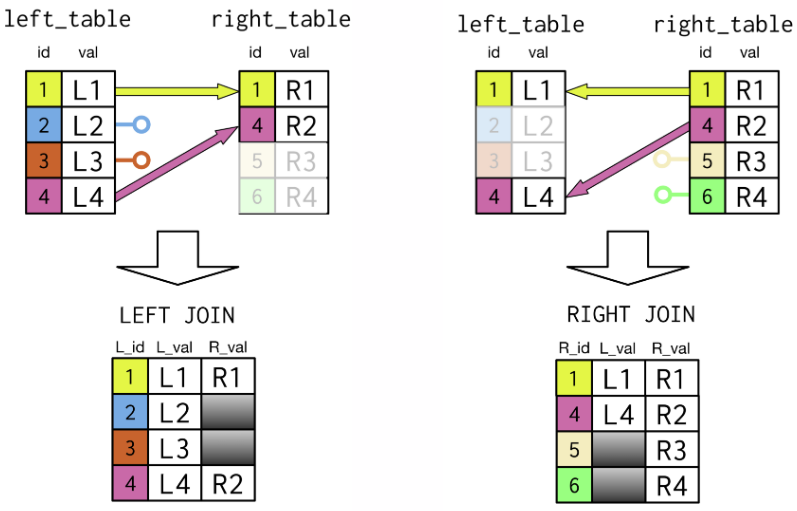 left_table right_table
id val id val
1 L1 1 R1
2 L2 4 R2
3 L3 5 R3
4 L4 6 R4
LEFT JOIN
L_id L_val R_val
1 L1 R1
2 L2
3 L3
4 L4 R2
left_table right_table
id val id val
1 L1 1 R1
2 L2 4 R2
3 L3 5 R3
4 L4 6 R4
RIGHT JOIN
R_id L_val R_val
1 L1 R1
4 L4 R2
5 R3
6 R4